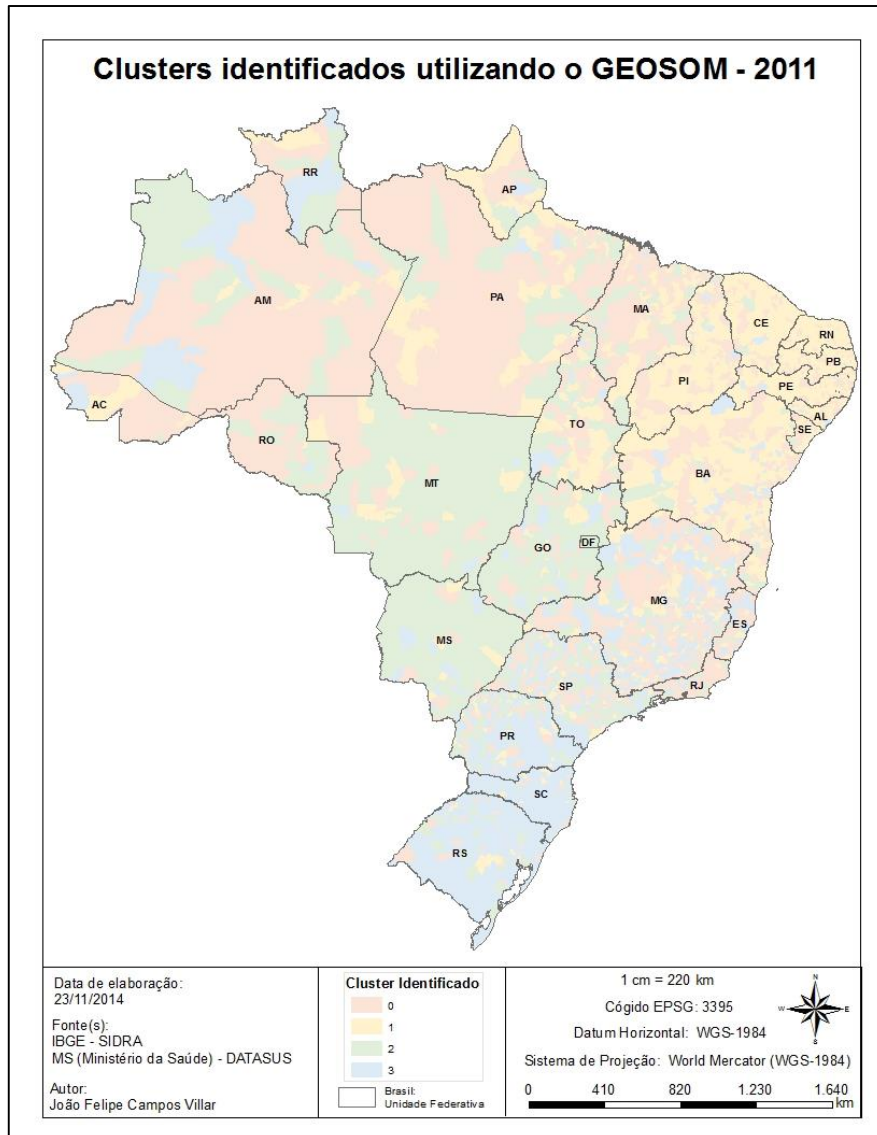 Clusters identificados utilizando o GEOSOM - 2011
RR
AP
AM
PA
MA
CE
RN
PB
PE
PI
AL
SE
AC
TO
RO
BA
MT
GO
DF
MG
ES
MS
SP
RJ
PR
SC
RS
Data de elaboração:
23/11/2014
Fonte(s):
IBGE - SIDRA
MS (Ministério da Saúde) - DATASUS
Autor:
João Felipe Campos Villar
Cluster Identificado
0
1
2
3
Brasil:
Unidade Federativa
1 cm = 220 km
Cógido EPSG: 3395
Datum Horizontal: WGS-1984
Sistema de Projeção: World Mercator (WGS-1984)
N
W
E
S
0 410 820 1.230 1.640
km